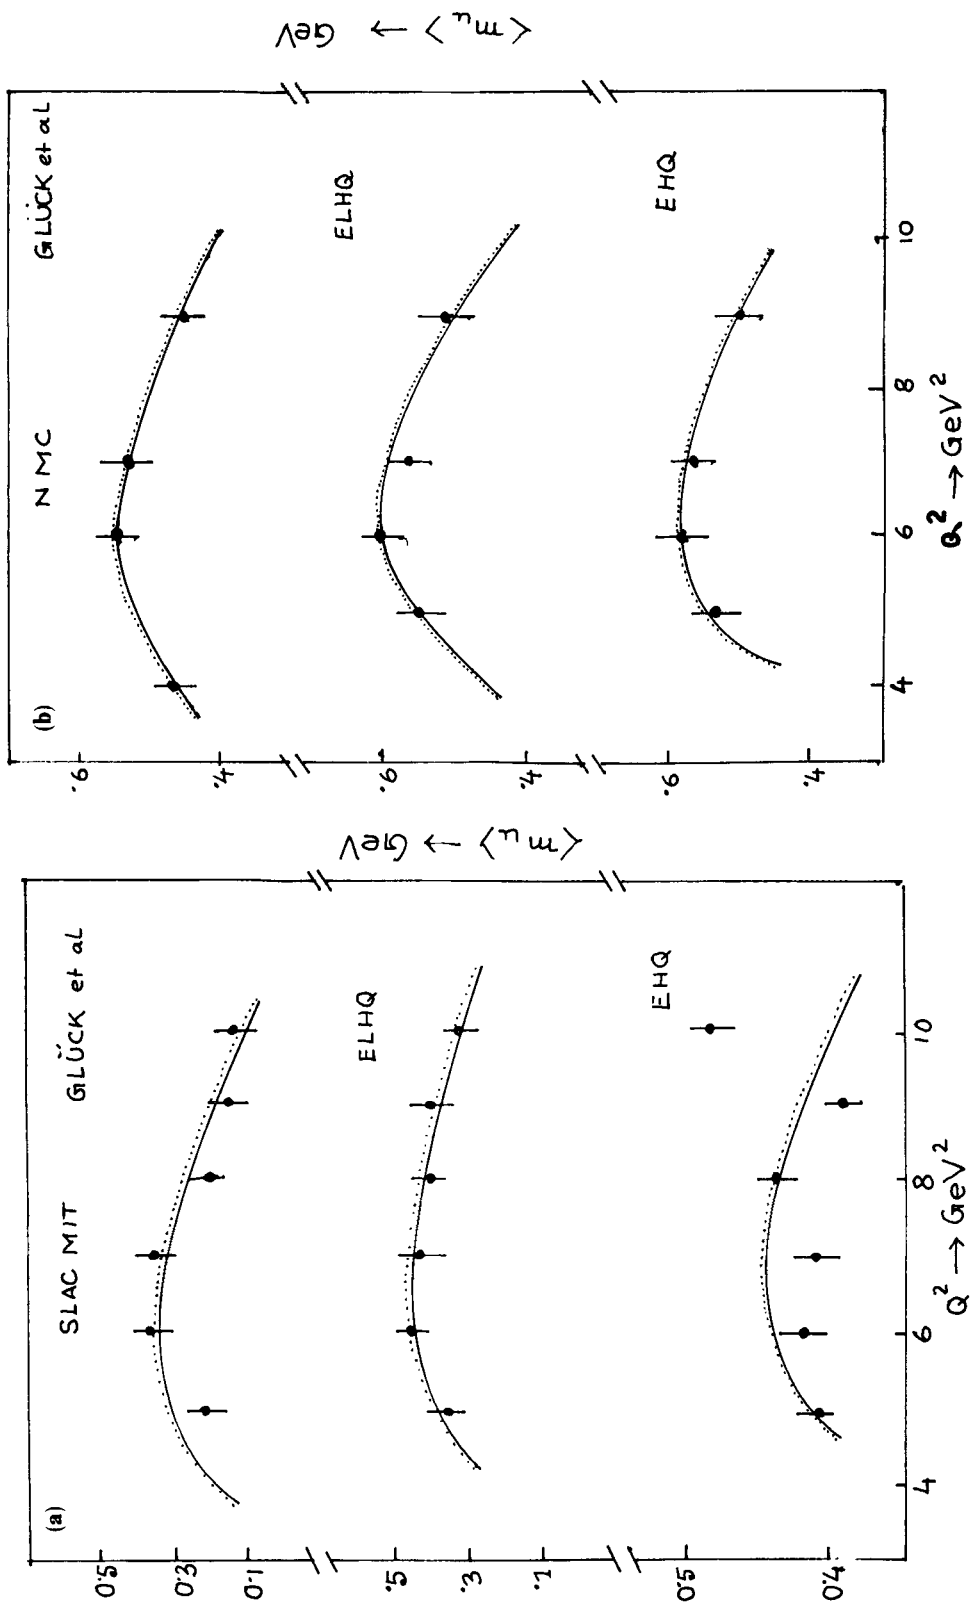 (a)
SLAC MIT
GLÜCK et al
0.5
0.3
0.1
ELHQ
.5
.3
.1
EHQ
0.5
0.4
4 6 8 10
Q² → GeV²
⟨m_u⟩ → GeV
(b)
NMC
GLÜCK et al
.6
.4
ELHQ
.6
.4
EHQ
.6
.4
4 6 8 10
Q² → GeV²
⟨m_u⟩ → GeV